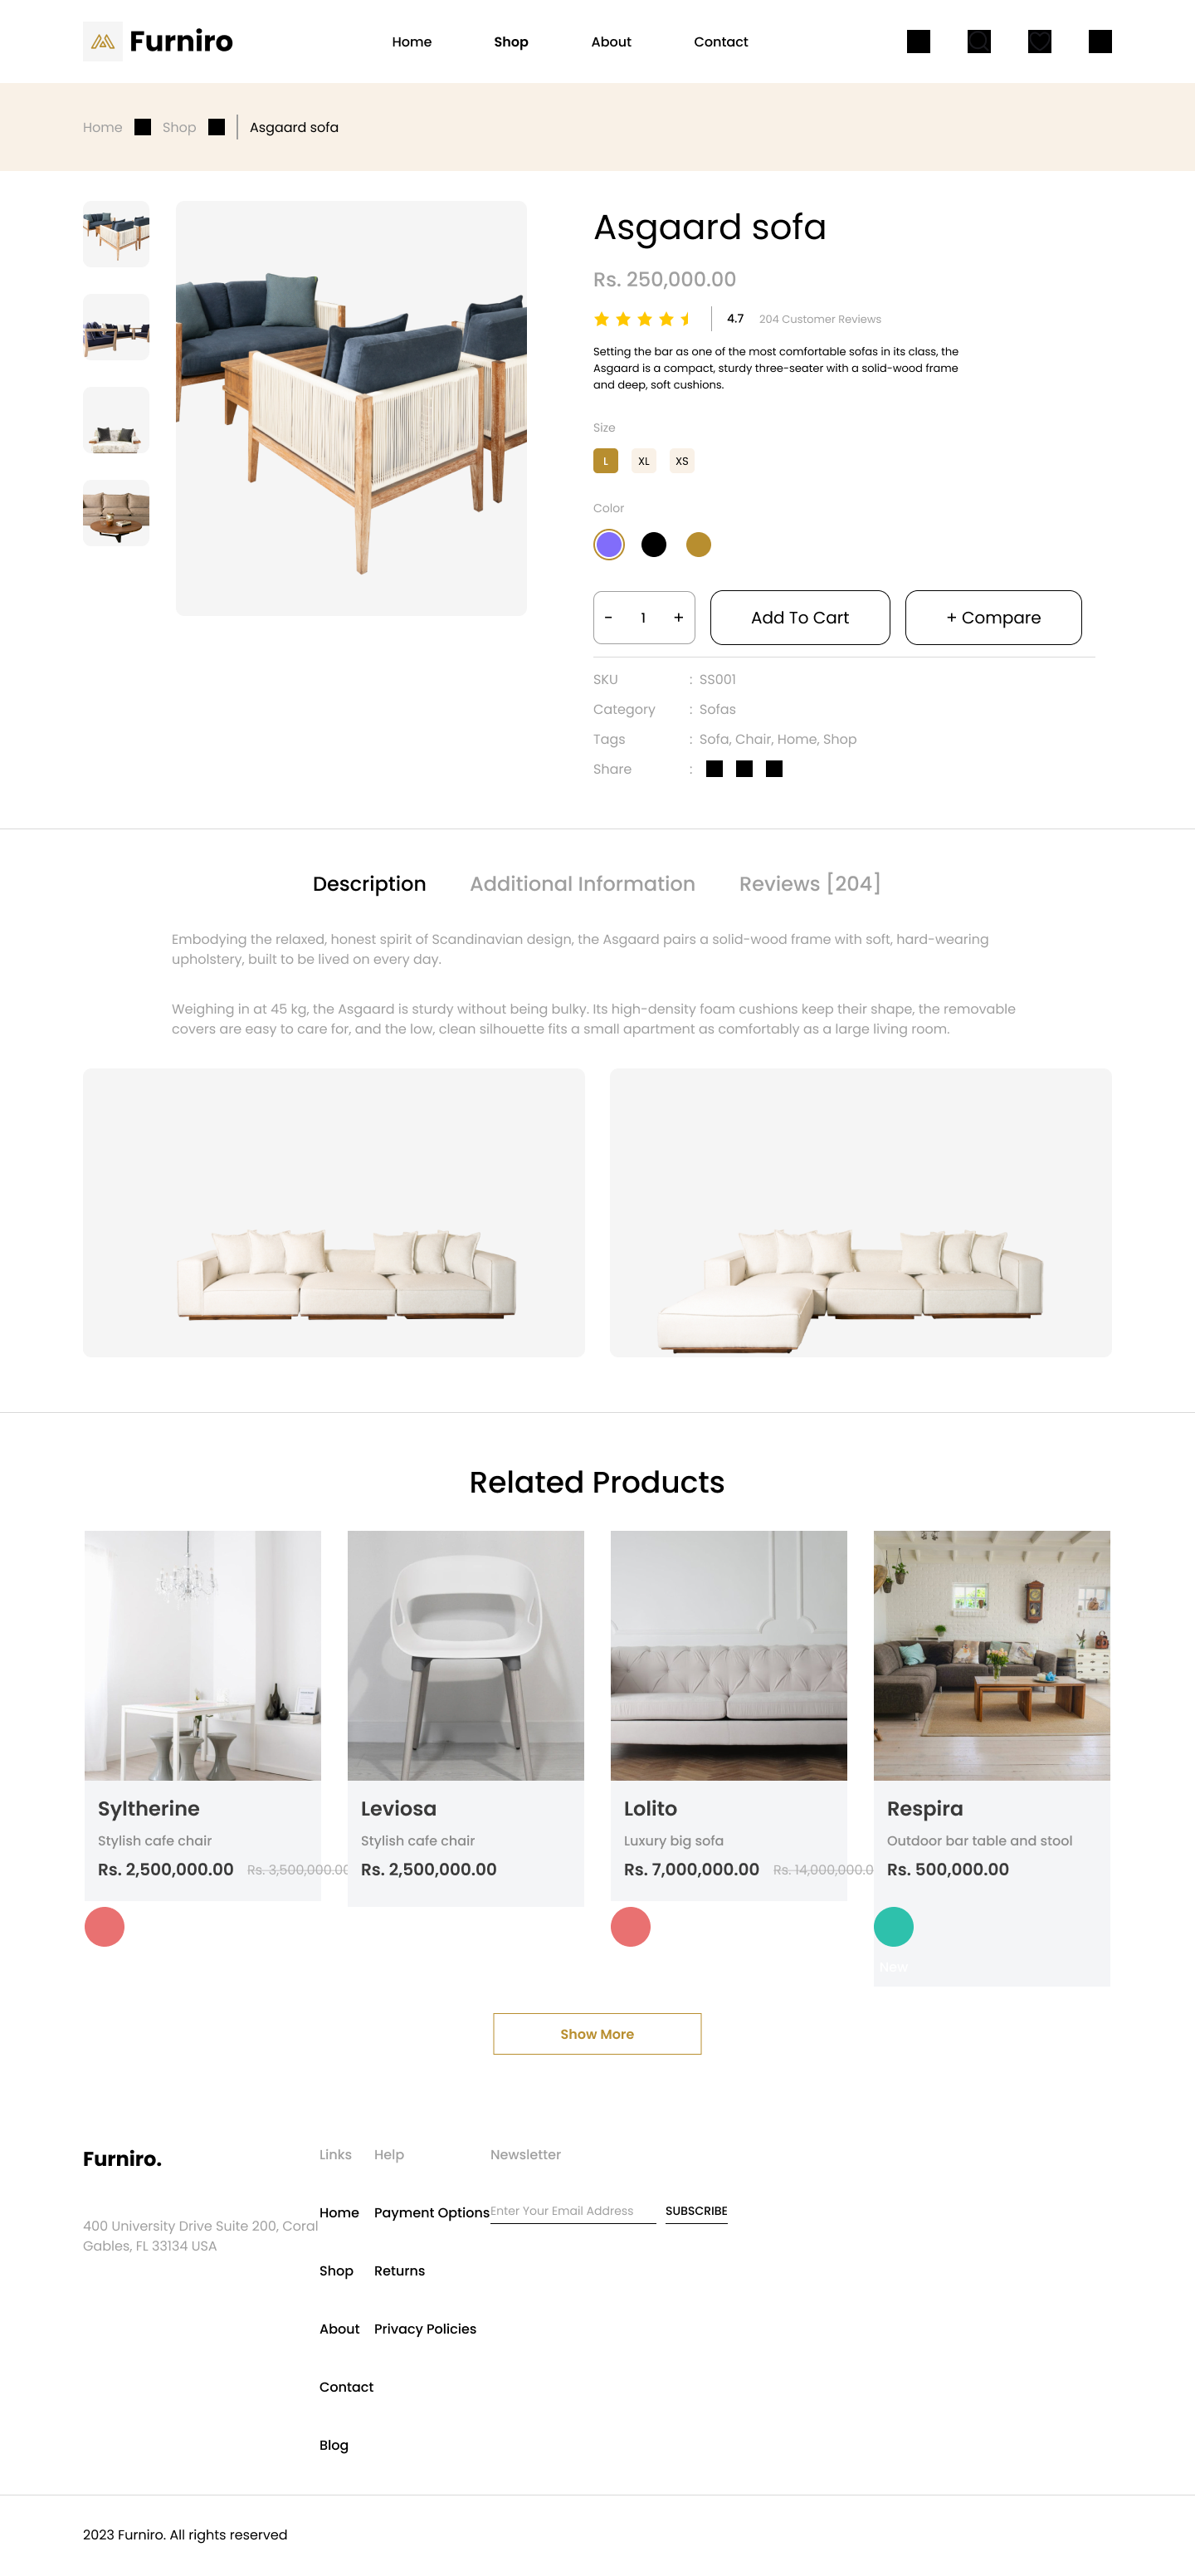 Furniro
Home
Shop
About
Contact
Home
Shop
Asgaard sofa
Asgaard sofa
Rs. 250,000.00
4.7
204 Customer Reviews
Setting the bar as one of the most comfortable sofas in its class, the
Asgaard is a compact, sturdy three-seater with a solid-wood frame
and deep, soft cushions.
Size
L
XL
XS
Color
-
1
+
Add To Cart
+ Compare
SKU : SS001
Category : Sofas
Tags : Sofa, Chair, Home, Shop
Share :
Description
Additional Information
Reviews [204]
Embodying the relaxed, honest spirit of Scandinavian design, the Asgaard pairs a solid-wood frame with soft, hard-wearing
upholstery, built to be lived on every day.
Weighing in at 45 kg, the Asgaard is sturdy without being bulky. Its high-density foam cushions keep their shape, the removable
covers are easy to care for, and the low, clean silhouette fits a small apartment as comfortably as a large living room.
Related Products
Syltherine
Stylish cafe chair
Rs. 2,500,000.00 Rs. 3,500,000.00
Leviosa
Stylish cafe chair
Rs. 2,500,000.00
Lolito
Luxury big sofa
Rs. 7,000,000.00 Rs. 14,000,000.0
Respira
Outdoor bar table and stool
Rs. 500,000.00
New
Show More
Furniro.
400 University Drive Suite 200, Coral
Gables, FL 33134 USA
Links
Home
Shop
About
Contact
Blog
Help
Payment Options
Returns
Privacy Policies
Newsletter
Enter Your Email Address
SUBSCRIBE
2023 Furniro. All rights reserved